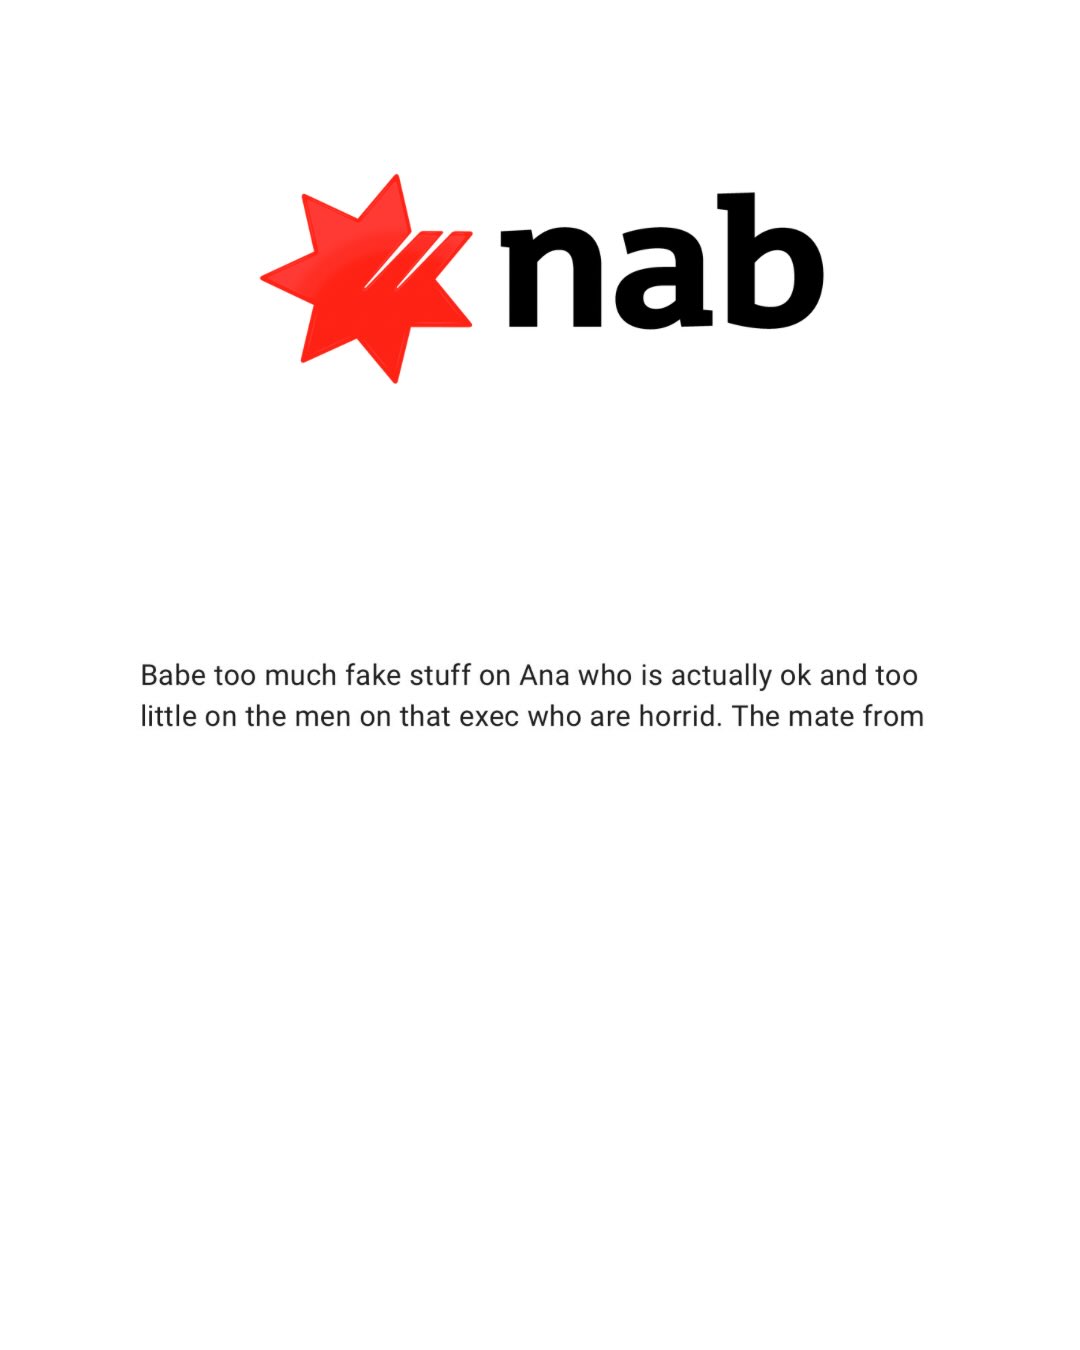 nab
Babe too much fake stuff on Ana who is actually ok and too
little on the men on that exec who are horrid. The mate from